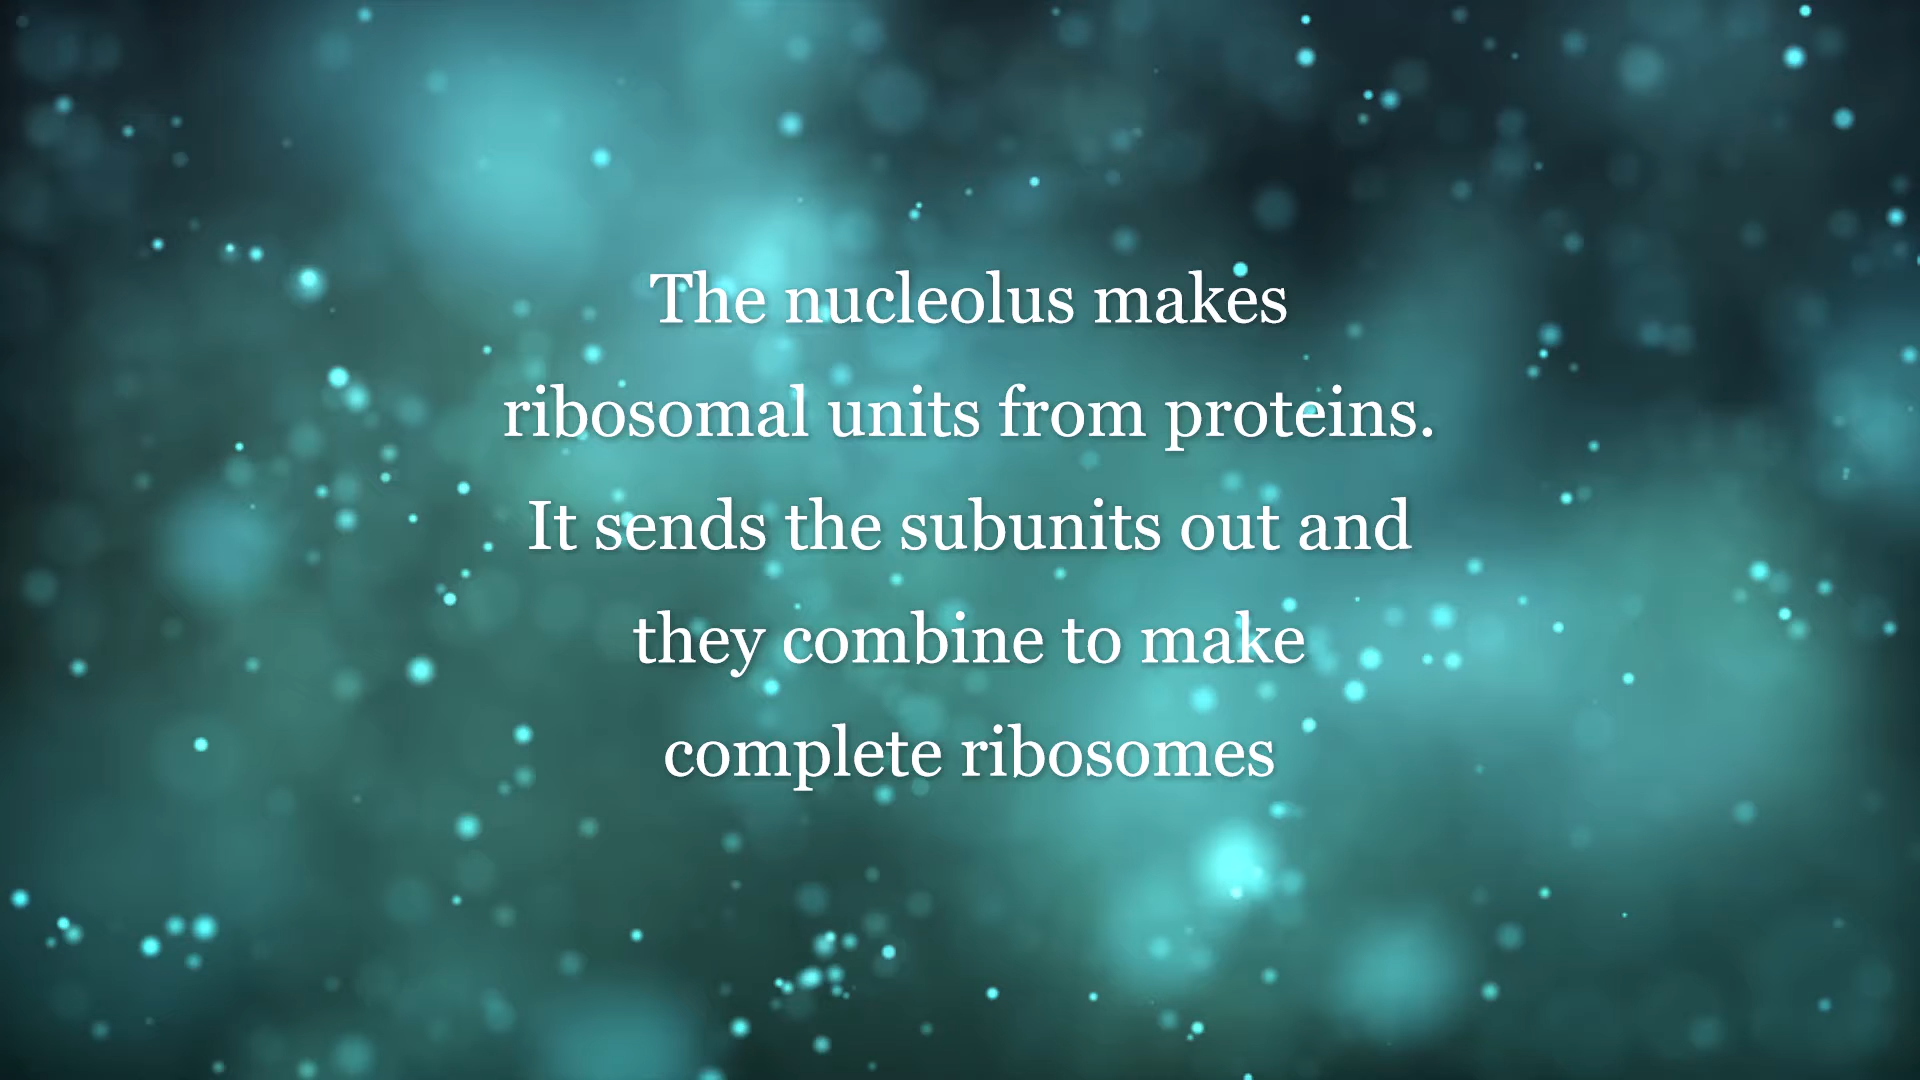 The nucleolus makes
ribosomal units from proteins.
It sends the subunits out and
they combine to make
complete ribosomes